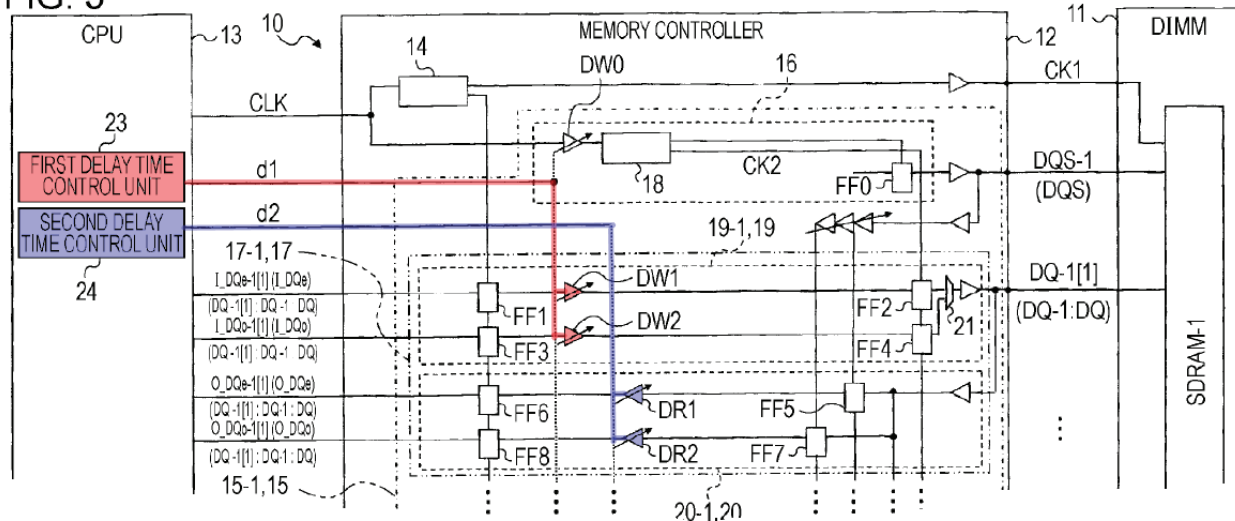 FIG. 3
CPU
13
10
MEMORY CONTROLLER
12
11
DIMM
14
DW0
16
CK1
CLK
23
FIRST DELAY TIME
CONTROL UNIT
d1
18
CK2
FF0
DQS-1
(DQS)
SECOND DELAY
TIME CONTROL UNIT
24
d2
17-1,17
19-1,19
I_DQe-1[1] (I_DQe)
(DQ-1[1] : DQ-1 : DQ)
FF1
DW1
FF2
21
DQ-1[1]
(DQ-1:DQ)
I_DQo-1[1] (I_DQo)
(DQ-1[1] : DQ-1 : DQ)
FF3
DW2
FF4
SDRAM-1
O_DQe-1[1] (O_DQe)
(DQ-1[1] : DQ-1 : DQ)
FF6
DR1
FF5
O_DQo-1[1] (O_DQo)
(DQ-1[1] : DQ-1 : DQ)
FF8
DR2
FF7
15-1,15
20-1,20